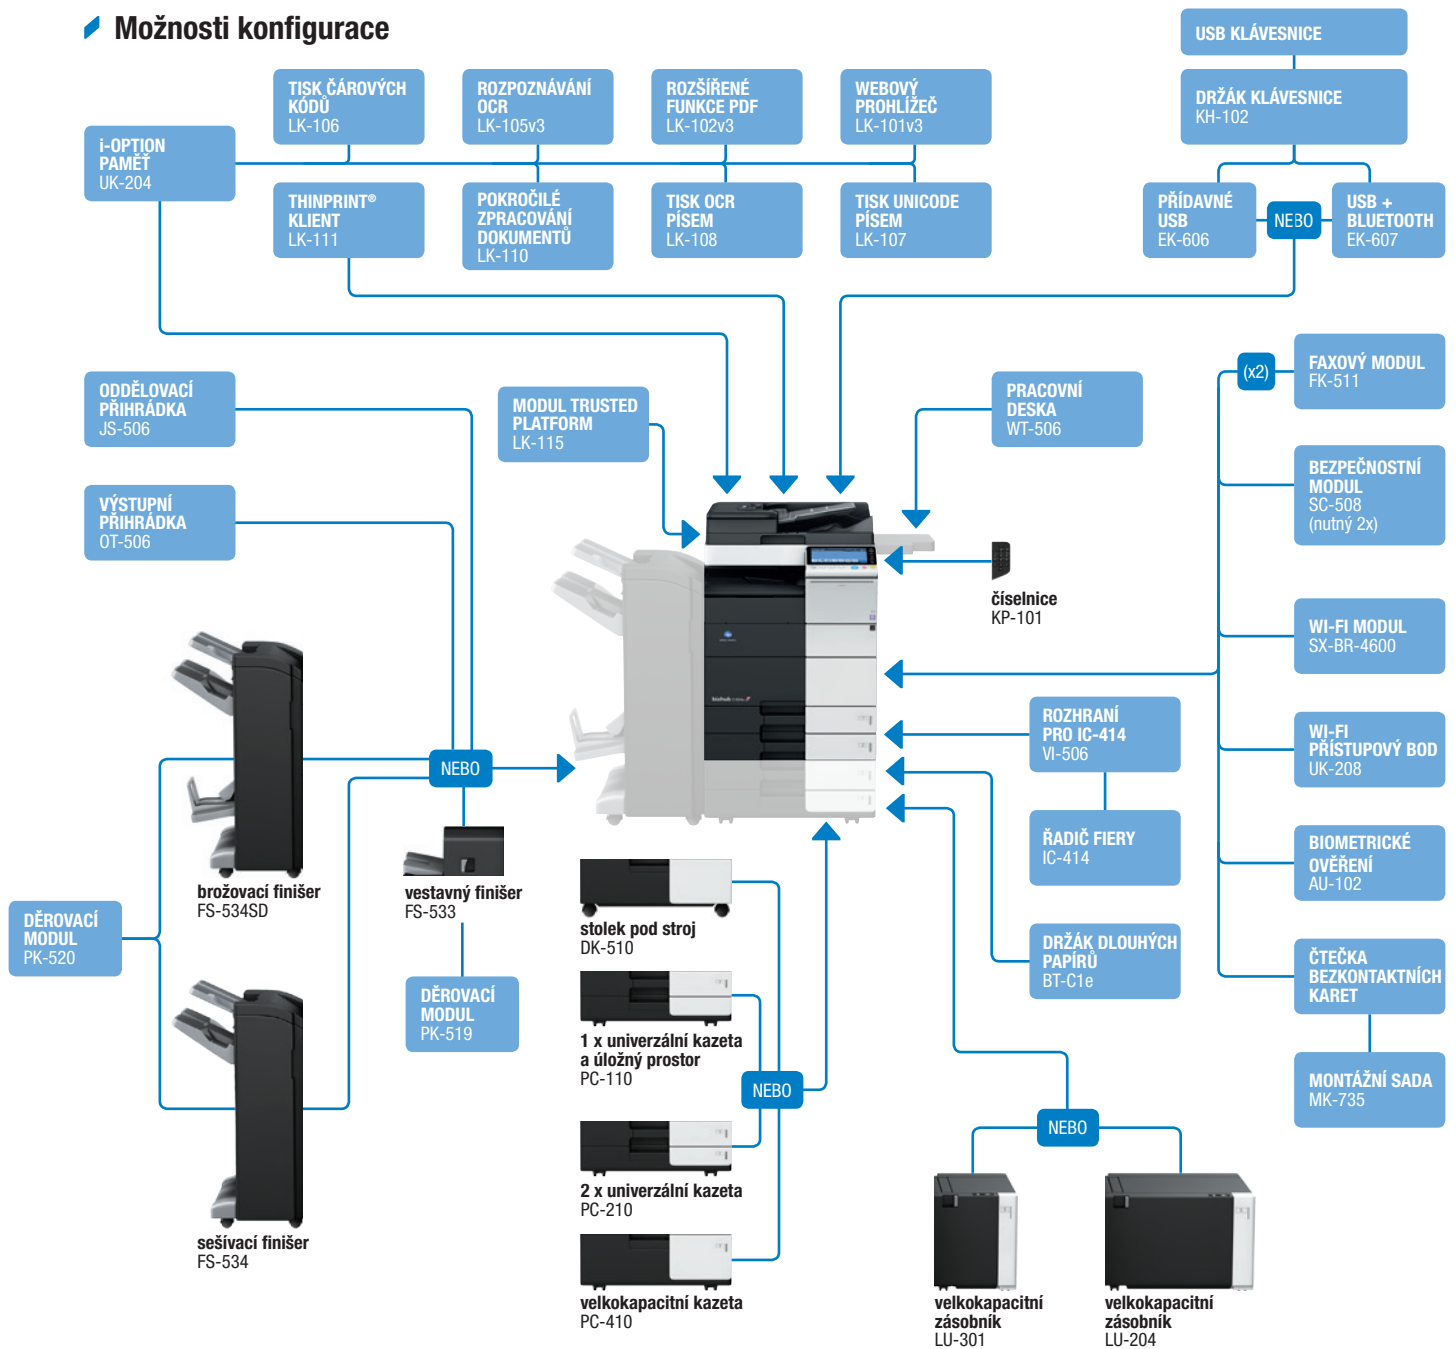 Možnosti konfigurace
USB KLÁVESNICE
DRŽÁK KLÁVESNICE
KH-102
PŘÍDAVNÉ
USB
EK-606
NEBO
USB +
BLUETOOTH
EK-607
TISK ČÁROVÝCH
KÓDŮ
LK-106
ROZPOZNÁVÁNÍ
OCR
LK-105v3
ROZŠÍŘENÉ
FUNKCE PDF
LK-102v3
WEBOVÝ
PROHLÍŽEČ
LK-101v3
i-OPTION
PAMĚŤ
UK-204
THINPRINT®
KLIENT
LK-111
POKROČILÉ
ZPRACOVÁNÍ
DOKUMENTŮ
LK-110
TISK OCR
PÍSEM
LK-108
TISK UNICODE
PÍSEM
LK-107
ODDĚLOVACÍ
PŘIHRÁDKA
JS-506
MODUL TRUSTED
PLATFORM
LK-115
PRACOVNÍ
DESKA
WT-506
(x2)
FAXOVÝ MODUL
FK-511
VÝSTUPNÍ
PŘIHRÁDKA
OT-506
BEZPEČNOSTNÍ
MODUL
SC-508
(nutný 2x)
číselnice
KP-101
WI-FI MODUL
SX-BR-4600
bizhub
ROZHRANÍ
PRO IC-414
VI-506
WI-FI
PŘÍSTUPOVÝ BOD
UK-208
NEBO
ŘADIČ FIERY
IC-414
BIOMETRICKÉ
OVĚŘENÍ
AU-102
brožovací finišer
FS-534SD
vestavný finišer
FS-533
stolek pod stroj
DK-510
DĚROVACÍ
MODUL
PK-520
DRŽÁK DLOUHÝCH
PAPÍRŮ
BT-C1e
ČTEČKA
BEZKONTAKTNÍCH
KARET
DĚROVACÍ
MODUL
PK-519
1 x univerzální kazeta
a úložný prostor
PC-110
NEBO
MONTÁŽNÍ SADA
MK-735
NEBO
2 x univerzální kazeta
PC-210
sešívací finišer
FS-534
velkokapacitní kazeta
PC-410
velkokapacitní
zásobník
LU-301
velkokapacitní
zásobník
LU-204